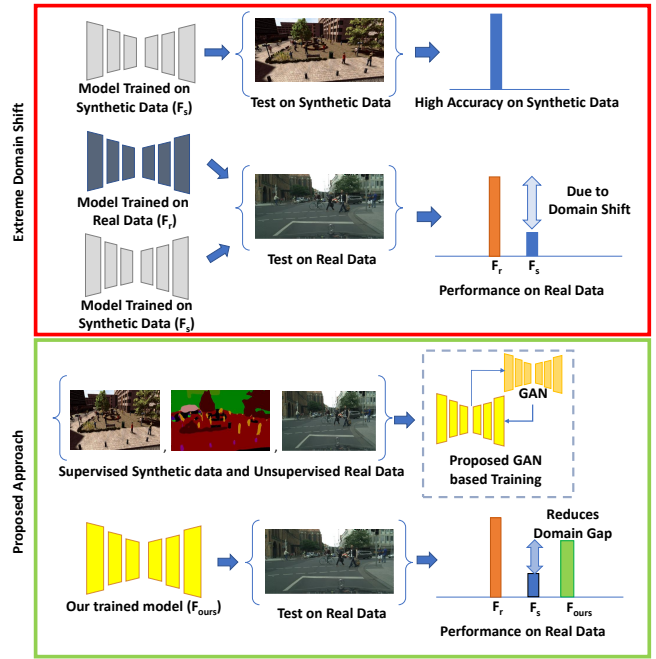 Extreme Domain Shift
Model Trained on
Synthetic Data (Fs)
Test on Synthetic Data
High Accuracy on Synthetic Data
Model Trained on
Real Data (Fr)
Model Trained on
Synthetic Data (Fs)
Test on Real Data
Due to
Domain Shift
Fr
Fs
Performance on Real Data
Proposed Approach
, ,
Supervised Synthetic data and Unsupervised Real Data
GAN
Proposed GAN
based Training
Our trained model (Fours)
Test on Real Data
Reduces
Domain Gap
Fr
Fs
Fours
Performance on Real Data